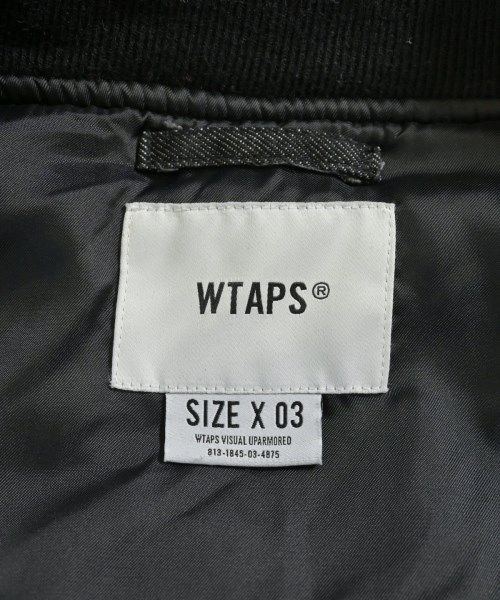 WTAPS®
SIZE X 03
WTAPS VISUAL UPARMORED
813-1845-03-4875